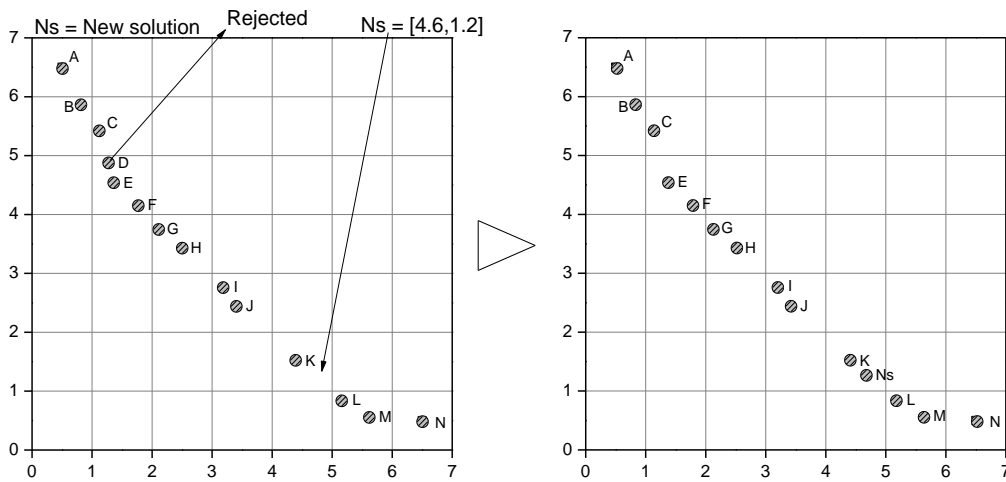 Ns = New solution
Rejected
Ns = [4.6,1.2]
7
6
5
4
3
2
1
0
A
B
C
D
E
F
G
H
I
J
K
L
M
N
0 1 2 3 4 5 6 7
7
6
5
4
3
2
1
0
A
B
C
E
F
G
H
I
J
K
Ns
L
M
N
0 1 2 3 4 5 6 7